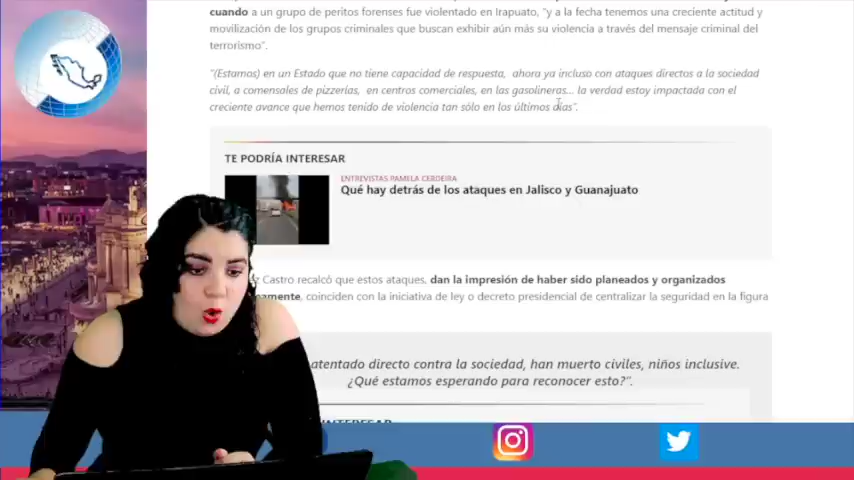 cuando a un grupo de peritos forenses fue violentado en Irapuato, "y a la fecha tenemos una creciente actitud y
movilización de los grupos criminales que buscan exhibir aún más su violencia a través del mensaje criminal del
terrorismo".
"(Estamos) en un Estado que no tiene capacidad de respuesta, ahora ya incluso con ataques directos a la sociedad
civil, a comensales de pizzerías, en centros comerciales, en las gasolineras... la verdad estoy impactada con el
creciente avance que hemos tenido de violencia tan sólo en los últimos días".
TE PODRÍA INTERESAR
ENTREVISTAS PAMELA CERDEIRA
Qué hay detrás de los ataques en Jalisco y Guanajuato
Castro recalcó que estos ataques, dan la impresión de haber sido planeados y organizados
coinciden con la iniciativa de ley o decreto presidencial de centralizar la seguridad en la figura
atentado directo contra la sociedad, han muerto civiles, niños inclusive.
¿Qué estamos esperando para reconocer esto?".